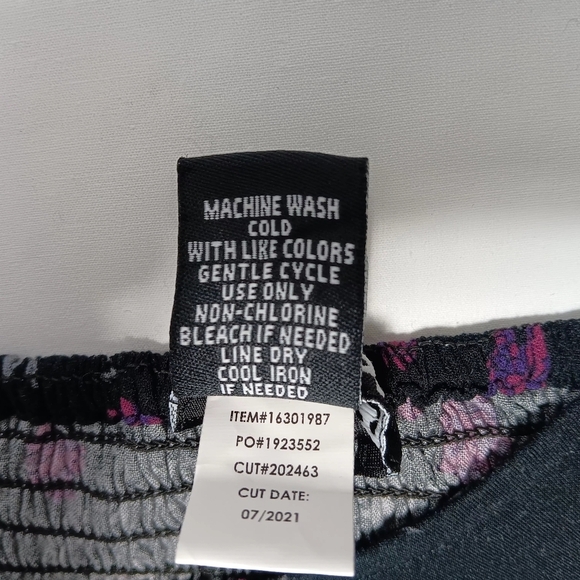 MACHINE WASH
COLD
WITH LIKE COLORS
GENTLE CYCLE
USE ONLY
NON-CHLORINE
BLEACH IF NEEDED
LINE DRY
COOL IRON
IF NEEDED
ITEM#16301987
PO#1923552
CUT#202463
CUT DATE:
07/2021